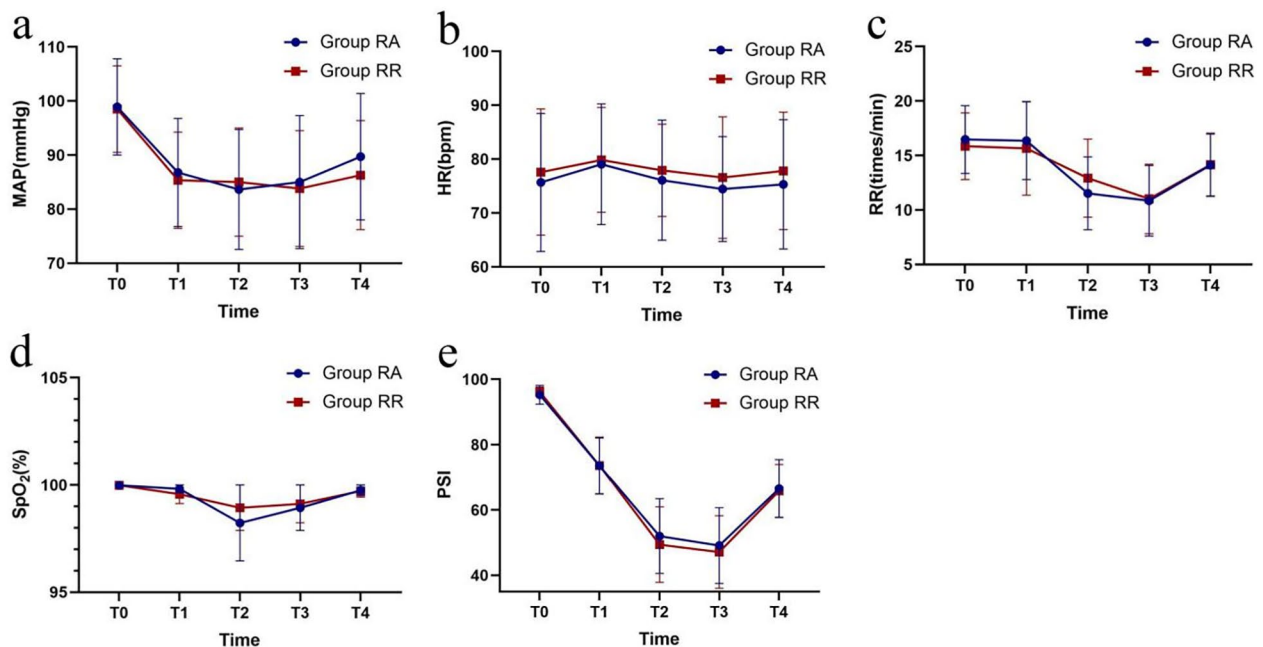 a
MAP(mmHg)
110
100
90
80
70
T0 T1 T2 T3 T4
Time
Group RA
Group RR
b
HR(bpm)
100
90
80
70
60
T0 T1 T2 T3 T4
Time
Group RA
Group RR
c
RR(times/min)
25
20
15
10
5
T0 T1 T2 T3 T4
Time
Group RA
Group RR
d
SpO₂(%)
105
100
95
T0 T1 T2 T3 T4
Time
Group RA
Group RR
e
PSI
100
80
60
40
T0 T1 T2 T3 T4
Time
Group RA
Group RR